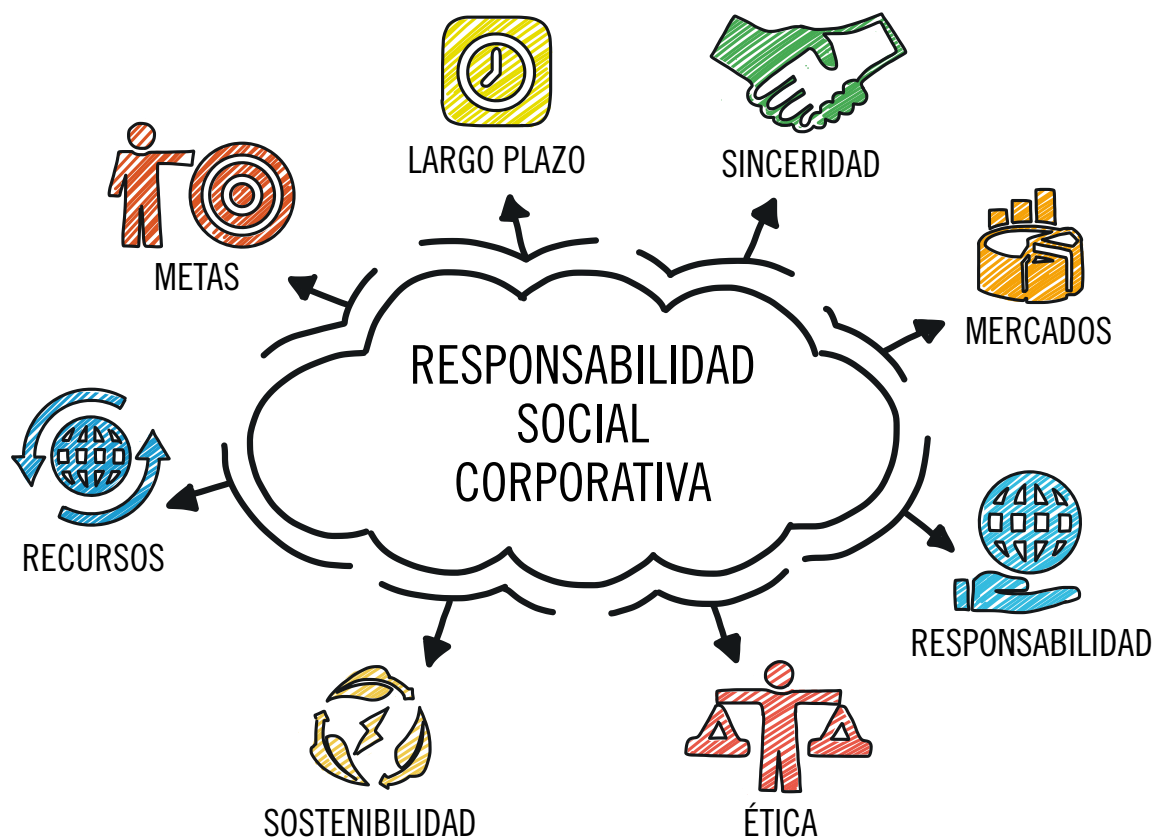 LARGO PLAZO
SINCERIDAD
METAS
MERCADOS
RESPONSABILIDAD
SOCIAL
CORPORATIVA
RECURSOS
RESPONSABILIDAD
SOSTENIBILIDAD
ÉTICA